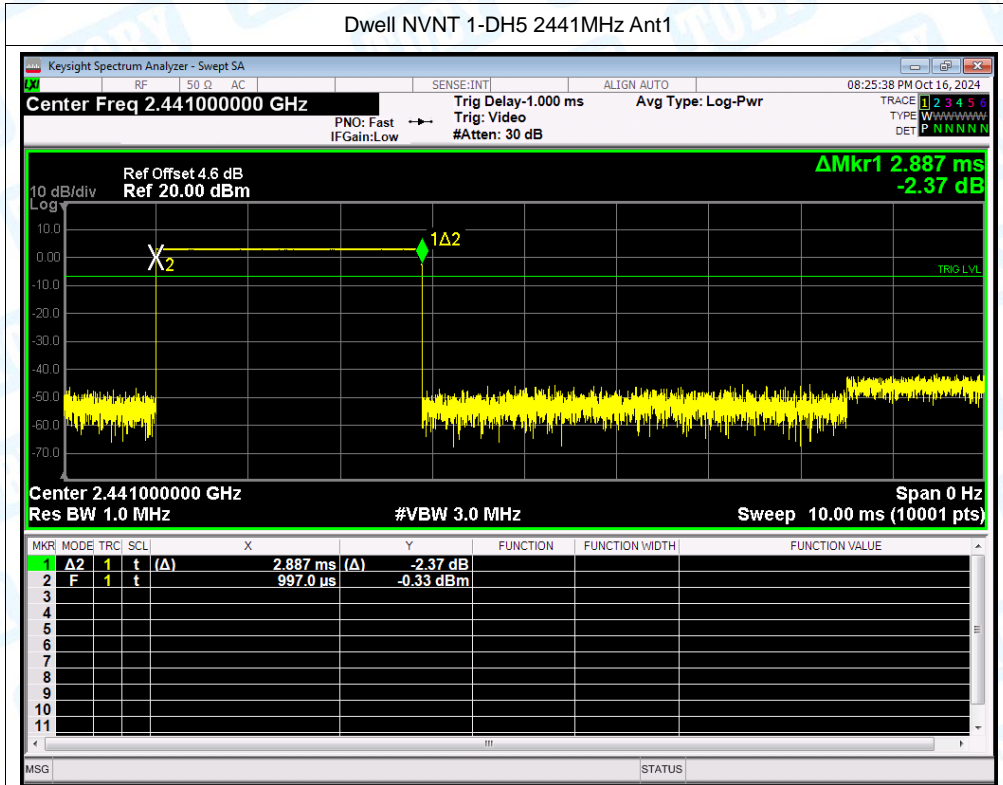 Dwell NVNT 1-DH5 2441MHz Ant1
Keysight Spectrum Analyzer - Swept SA
LXI RF 50 Ω AC SENSE:INT ALIGN AUTO 08:25:38 PM Oct 16, 2024
Center Freq 2.441000000 GHz Trig Delay-1.000 ms Avg Type: Log-Pwr TRACE 1 2 3 4 5 6
PNO: Fast Trig: Video TYPE WWWWWW
IFGain:Low #Atten: 30 dB DET P N N N N N
ΔMkr1 2.887 ms
Ref Offset 4.6 dB
10 dB/div Ref 20.00 dBm -2.37 dB
Log
10.0
1Δ2
0.00
2
TRIG LVL
-10.0
-20.0
-30.0
-40.0
-50.0
-60.0
-70.0
Center 2.441000000 GHz Span 0 Hz
Res BW 1.0 MHz #VBW 3.0 MHz Sweep 10.00 ms (10001 pts)
MKR MODE TRC SCL X Y FUNCTION FUNCTION WIDTH FUNCTION VALUE
1 Δ2 1 t (Δ) 2.887 ms (Δ) -2.37 dB
2 F 1 t 997.0 µs -0.33 dBm
3
4
5
6
7
8
9
10
11
MSG STATUS